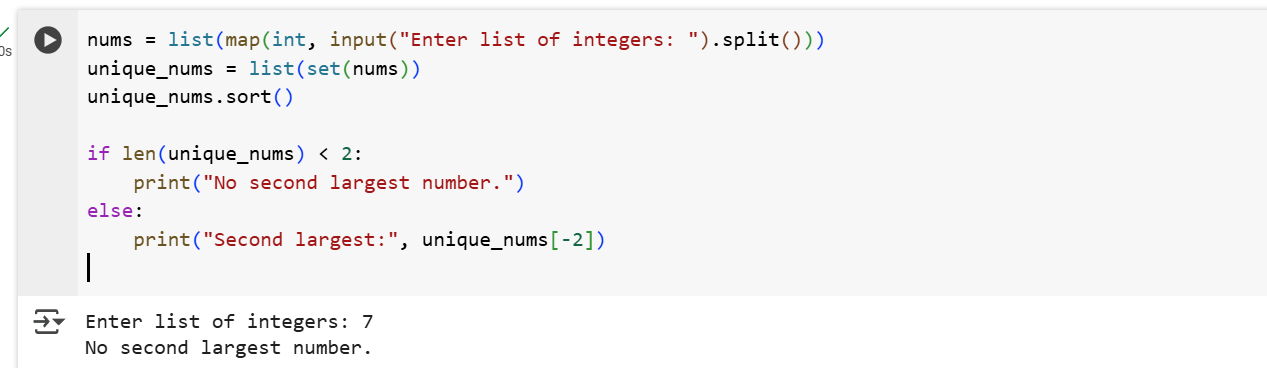 nums = list(map(int, input("Enter list of integers: ").split()))
unique_nums = list(set(nums))
unique_nums.sort()

if len(unique_nums) < 2:
    print("No second largest number.")
else:
    print("Second largest:", unique_nums[-2])
0s
Enter list of integers: 7
No second largest number.